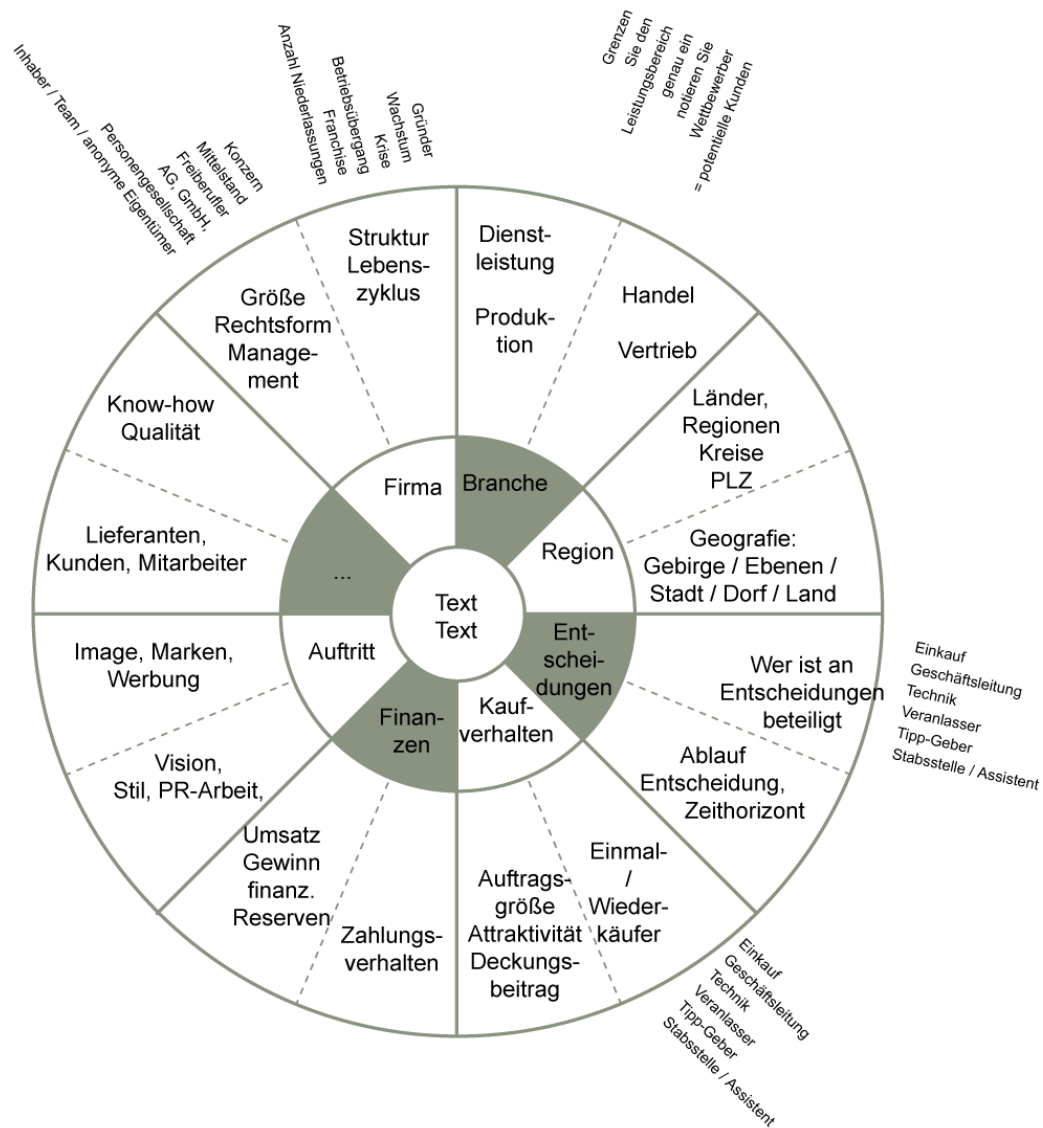 Inhaber / Team / anonyme Eigentümer
Personengesellschaft
AG, GmbH,
Freiberufler
Mittelstand
Konzern
Anzahl Niederlassungen
Franchise
Betriebsübergang
Krise
Wachstum
Gründer
Grenzen
Sie den
Leistungsbereich
genau ein
notieren Sie
Wettbewerber
= potentielle Kunden
Struktur
Lebens-
zyklus
Dienst-
leistung
Produk-
tion
Handel
Vertrieb
Größe
Rechtsform
Manage-
ment
Länder,
Regionen
Kreise
PLZ
Know-how
Qualität
Firma
Branche
Lieferanten,
Kunden, Mitarbeiter
...
Region
Geografie:
Gebirge / Ebenen /
Stadt / Dorf / Land
Text
Text
Image, Marken,
Werbung
Auftritt
Ent-
schei-
dungen
Wer ist an
Entscheidungen
beteiligt
Einkauf
Geschäftsleitung
Technik
Veranlasser
Tipp-Geber
Stabsstelle / Assistent
Finan-
zen
Kauf-
verhalten
Vision,
Stil, PR-Arbeit,
Ablauf
Entscheidung,
Zeithorizont
Umsatz
Gewinn
finanz.
Reserven
Zahlungs-
verhalten
Auftrags-
größe
Attraktivität
Deckungs-
beitrag
Einmal-
/
Wieder-
käufer
Einkauf
Geschäftsleitung
Technik
Veranlasser
Tipp-Geber
Stabsstelle / Assistent